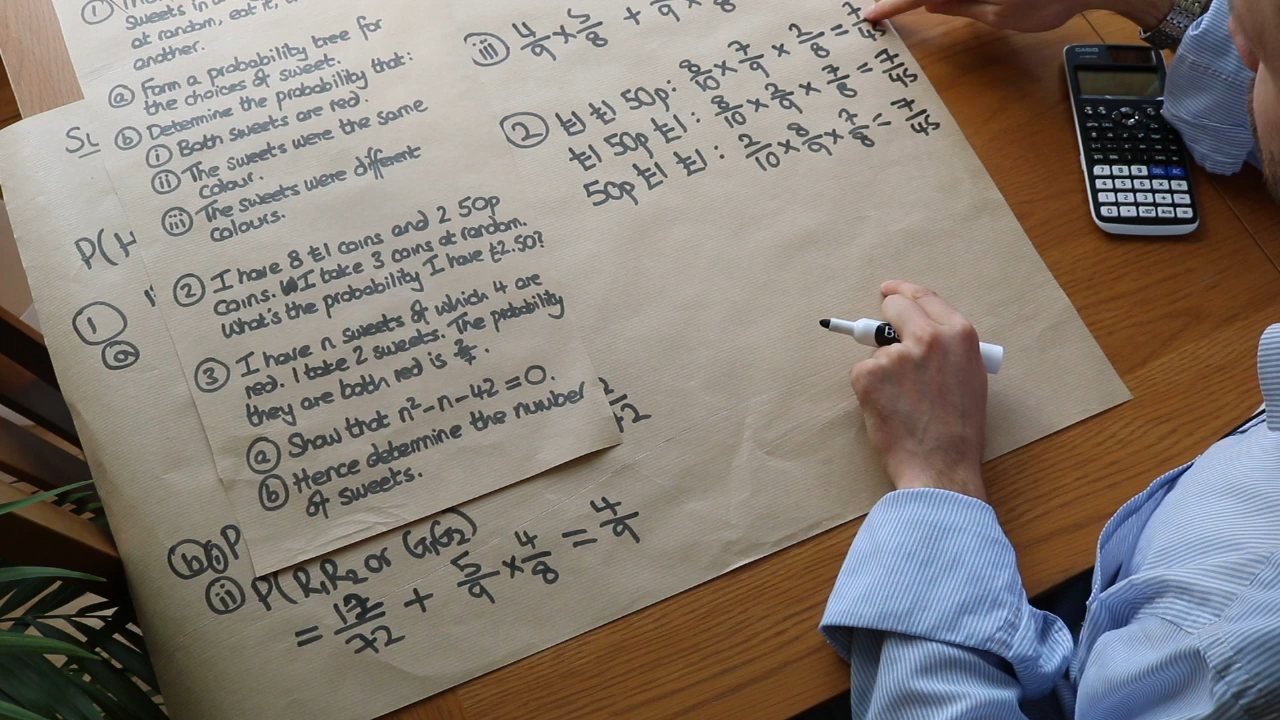 ① 
sweets in a
at random, eat it,
another.
ⓐ Form a probability tree for
the choices of sweet.
ⓑ Determine the probability that:
ⓘ Both sweets are red.
ⅱ The sweets were the same
colour.
ⅲ The sweets were different
colours.
② I have 8 £1 coins and 2 50p
coins. I take 3 coins at random.
What's the probability I have £2.50?
③ I have n sweets of which 4 are
red. I take 2 sweets. The probability
they are both red is 2/7.
ⓐ Show that n²-n-42=0.
ⓑ Hence determine the number
of sweets.
P(
①
ⓐ
ⓑ ⓘ P
ⅱ P(R₁R₂ or G₁G₂)
= 12/72 + 5/9 × 4/8 = 4/9
ⅲ 4/9 × 5/8 +
② £1 £1 50p: 8/10 × 7/9 × 2/8 = 7/45
£1 50p £1: 8/10 × 2/9 × 7/8 = 7/45
50p £1 £1: 2/10 × 8/9 × 7/8 = 7/45
CASIO